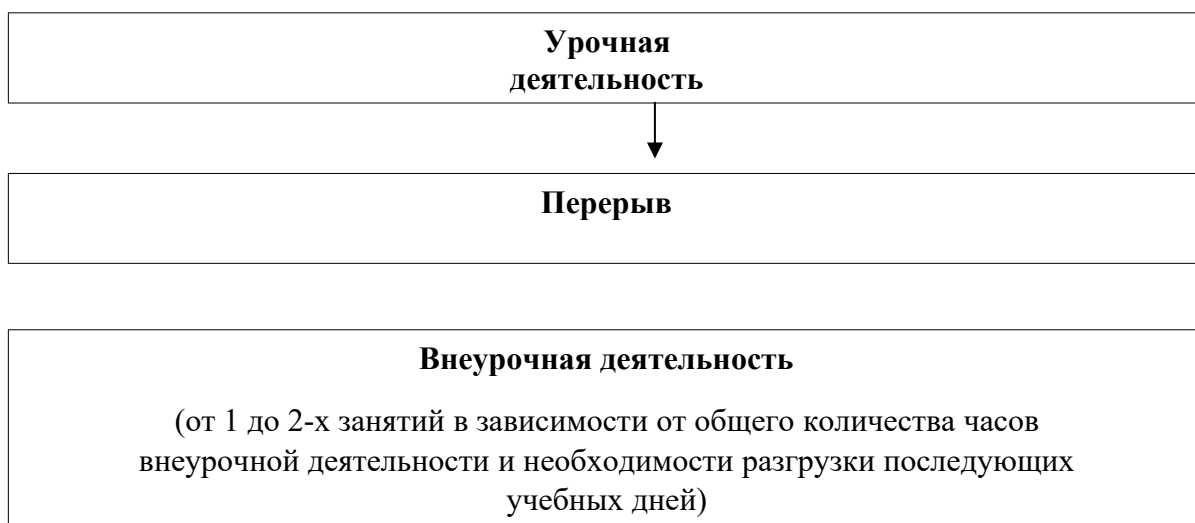 Урочная
деятельность
Перерыв
Внеурочная деятельность
(от 1 до 2-х занятий в зависимости от общего количества часов
внеурочной деятельности и необходимости разгрузки последующих
учебных дней)